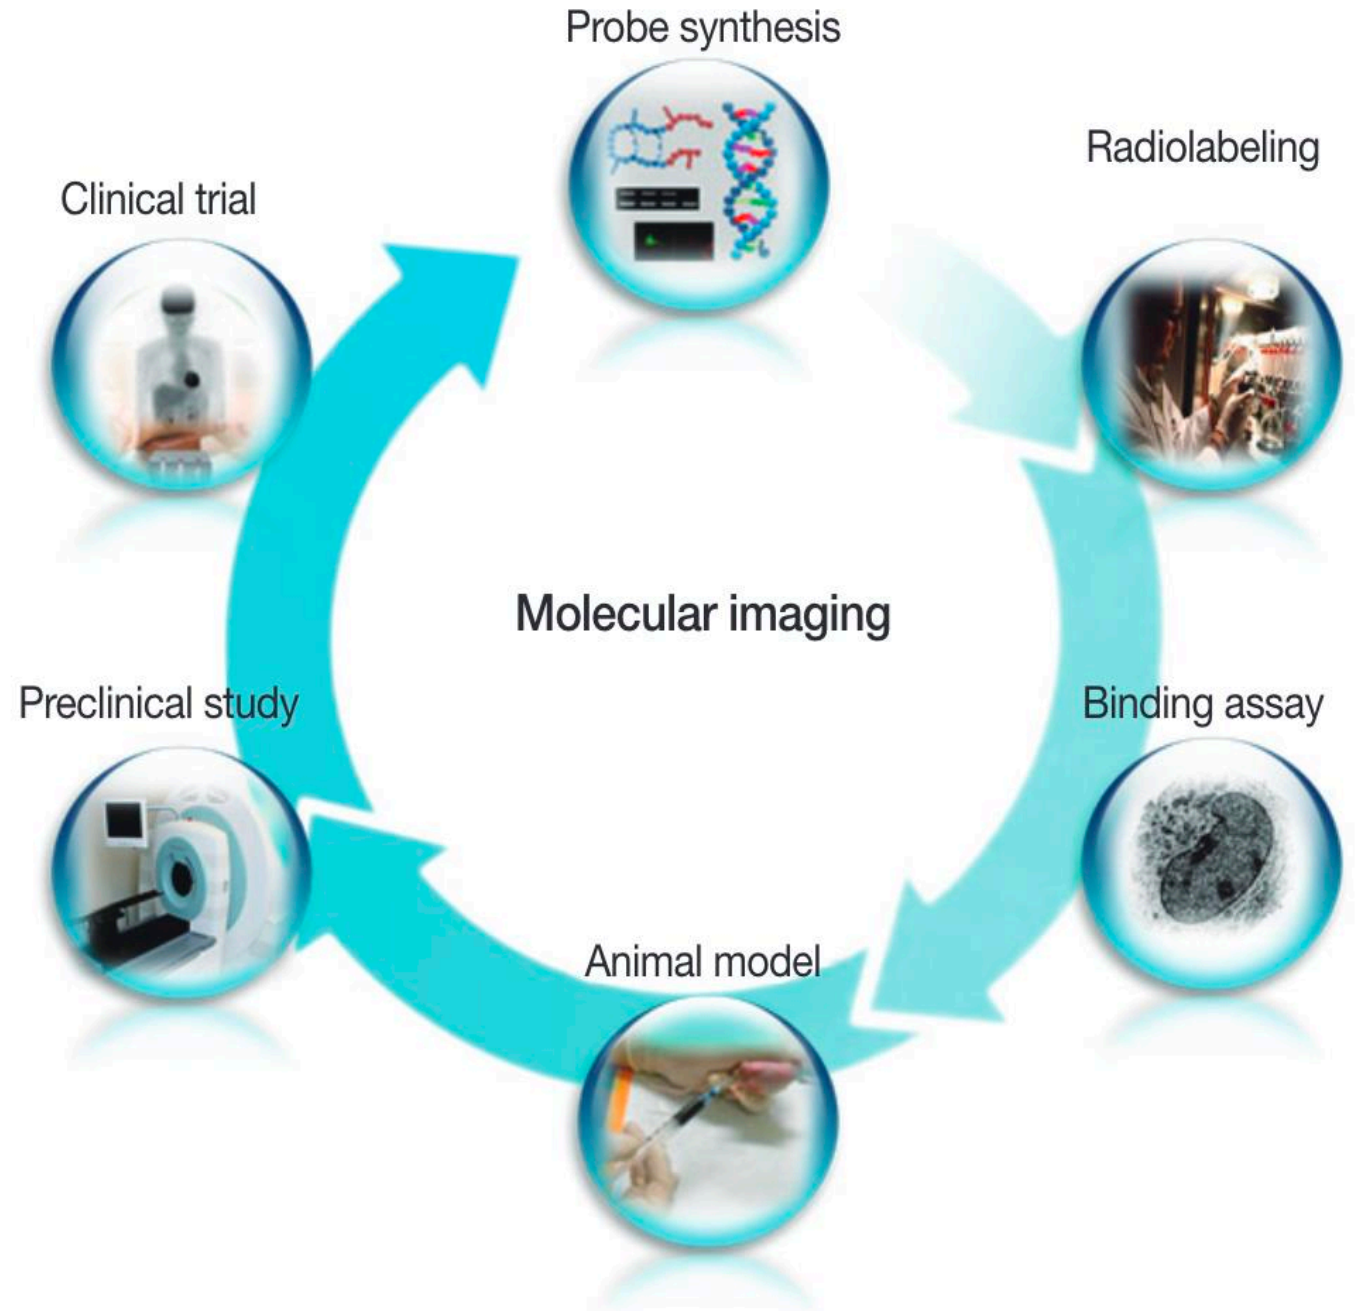 Probe synthesis
Radiolabeling
Clinical trial
Molecular imaging
Preclinical study
Binding assay
Animal model